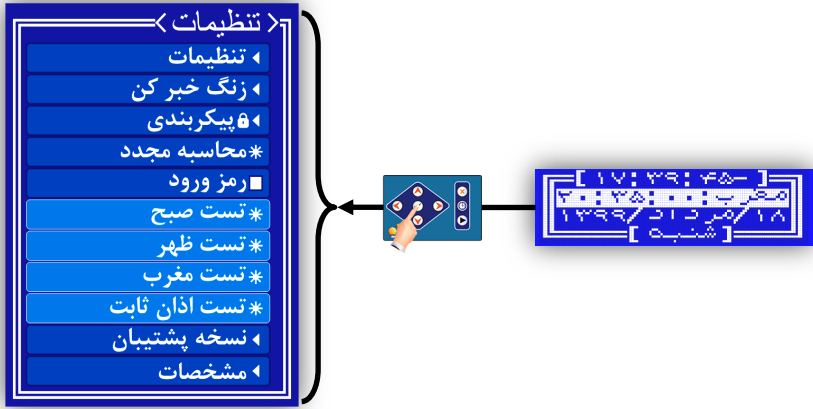 تنظیمات
تنظیمات
زنگ خبر کن
پیکربندی
محاسبه مجدد
رمز ورود
تست صبح
تست ظهر
تست مغرب
تست اذان ثابت
نسخه پشتیبان
مشخصات
[ ۱۷:۳۹:۴۵- ]
مغرب:۲۰:۳۵:۰۰
۱۸/مرداد/۱۳۹۹
[ شنبه ]